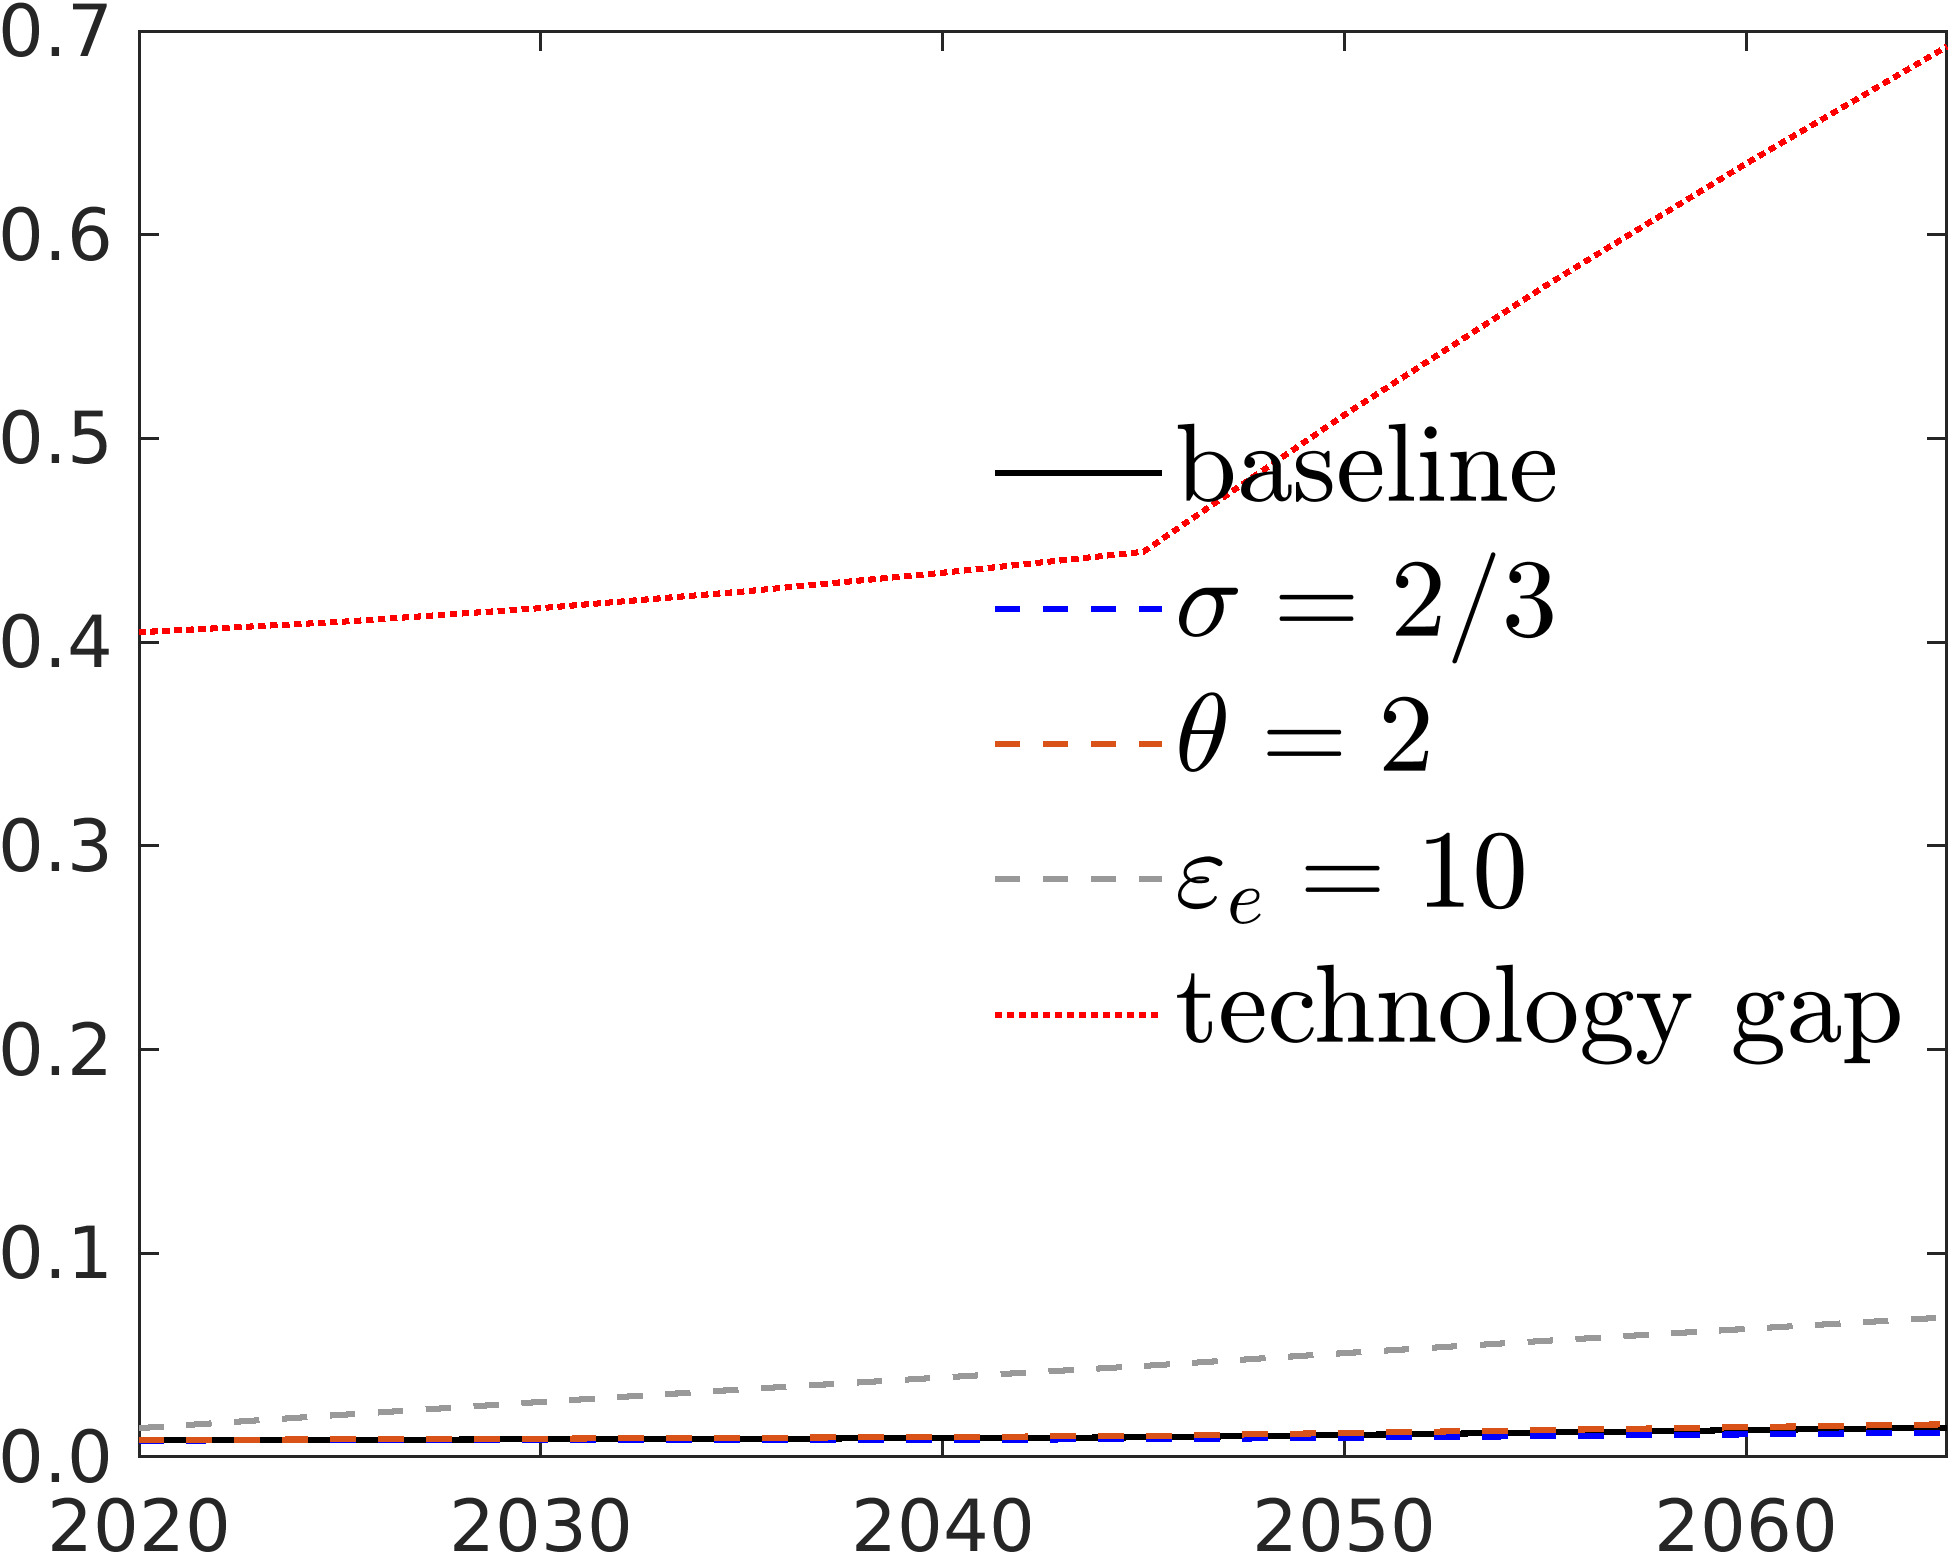 0.7
0.6
0.5
0.4
0.3
0.2
0.1
0.0
baseline
σ = 2/3
θ = 2
εₑ = 10
technology gap
2020 2030 2040 2050 2060